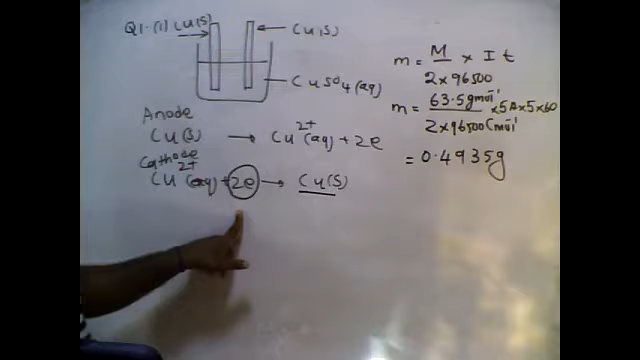 Q1.(1) Cu(s)
Cu(s)
CuSO4(aq)
Anode
Cu(s) → Cu2+(aq) + 2e
Cathode
Cu2+(aq) + 2e → Cu(s)
m = M/2×96500 × I t
m = 63.5gmol-1/2×96500Cmol-1 ×5A×5×60
= 0.4935g